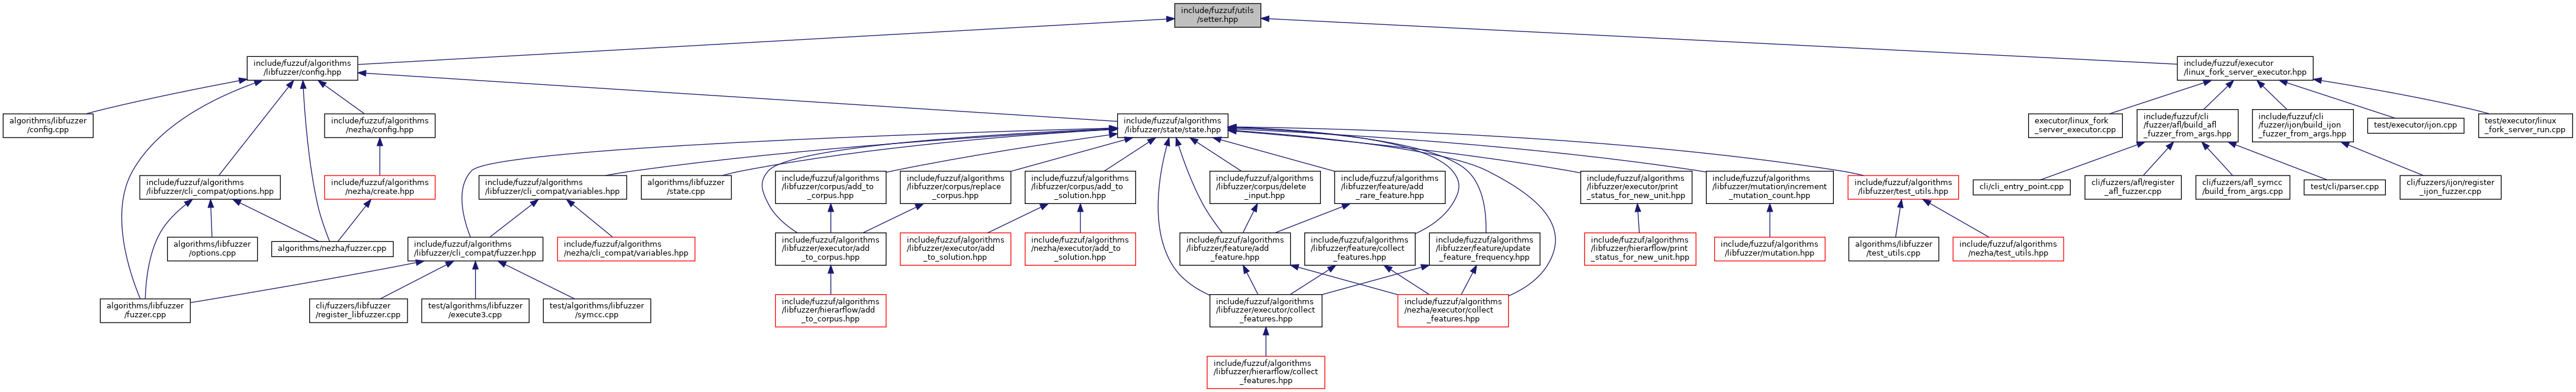 include/fuzzuf/utils
/setter.hpp
include/fuzzuf/algorithms
/libfuzzer/config.hpp
include/fuzzuf/executor
/linux_fork_server_executor.hpp
algorithms/libfuzzer
/config.cpp
include/fuzzuf/algorithms
/nezha/config.hpp
include/fuzzuf/algorithms
/libfuzzer/state/state.hpp
executor/linux_fork
_server_executor.cpp
include/fuzzuf/cli
/fuzzer/afl/build_afl
_fuzzer_from_args.hpp
include/fuzzuf/cli
/fuzzer/ijon/build_ijon
_fuzzer_from_args.hpp
test/executor/ijon.cpp
test/executor/linux
_fork_server_run.cpp
include/fuzzuf/algorithms
/libfuzzer/cli_compat/options.hpp
include/fuzzuf/algorithms
/nezha/create.hpp
include/fuzzuf/algorithms
/libfuzzer/cli_compat/variables.hpp
algorithms/libfuzzer
/state.cpp
include/fuzzuf/algorithms
/libfuzzer/corpus/add_to
_corpus.hpp
include/fuzzuf/algorithms
/libfuzzer/corpus/replace
_corpus.hpp
include/fuzzuf/algorithms
/libfuzzer/corpus/add_to
_solution.hpp
include/fuzzuf/algorithms
/libfuzzer/corpus/delete
_input.hpp
include/fuzzuf/algorithms
/libfuzzer/feature/add
_rare_feature.hpp
include/fuzzuf/algorithms
/libfuzzer/executor/print
_status_for_new_unit.hpp
include/fuzzuf/algorithms
/libfuzzer/mutation/increment
_mutation_count.hpp
include/fuzzuf/algorithms
/libfuzzer/test_utils.hpp
cli/cli_entry_point.cpp
cli/fuzzers/afl/register
_afl_fuzzer.cpp
cli/fuzzers/afl_symcc
/build_from_args.cpp
test/cli/parser.cpp
cli/fuzzers/ijon/register
_ijon_fuzzer.cpp
algorithms/libfuzzer
/options.cpp
algorithms/nezha/fuzzer.cpp
include/fuzzuf/algorithms
/libfuzzer/cli_compat/fuzzer.hpp
include/fuzzuf/algorithms
/nezha/cli_compat/variables.hpp
include/fuzzuf/algorithms
/libfuzzer/executor/add
_to_corpus.hpp
include/fuzzuf/algorithms
/libfuzzer/executor/add
_to_solution.hpp
include/fuzzuf/algorithms
/nezha/executor/add_to
_solution.hpp
include/fuzzuf/algorithms
/libfuzzer/feature/add
_feature.hpp
include/fuzzuf/algorithms
/libfuzzer/feature/collect
_features.hpp
include/fuzzuf/algorithms
/libfuzzer/feature/update
_feature_frequency.hpp
include/fuzzuf/algorithms
/libfuzzer/hierarflow/print
_status_for_new_unit.hpp
include/fuzzuf/algorithms
/libfuzzer/mutation.hpp
algorithms/libfuzzer
/test_utils.cpp
include/fuzzuf/algorithms
/nezha/test_utils.hpp
algorithms/libfuzzer
/fuzzer.cpp
cli/fuzzers/libfuzzer
/register_libfuzzer.cpp
test/algorithms/libfuzzer
/execute3.cpp
test/algorithms/libfuzzer
/symcc.cpp
include/fuzzuf/algorithms
/libfuzzer/hierarflow/add
_to_corpus.hpp
include/fuzzuf/algorithms
/libfuzzer/executor/collect
_features.hpp
include/fuzzuf/algorithms
/nezha/executor/collect
_features.hpp
include/fuzzuf/algorithms
/libfuzzer/hierarflow/collect
_features.hpp